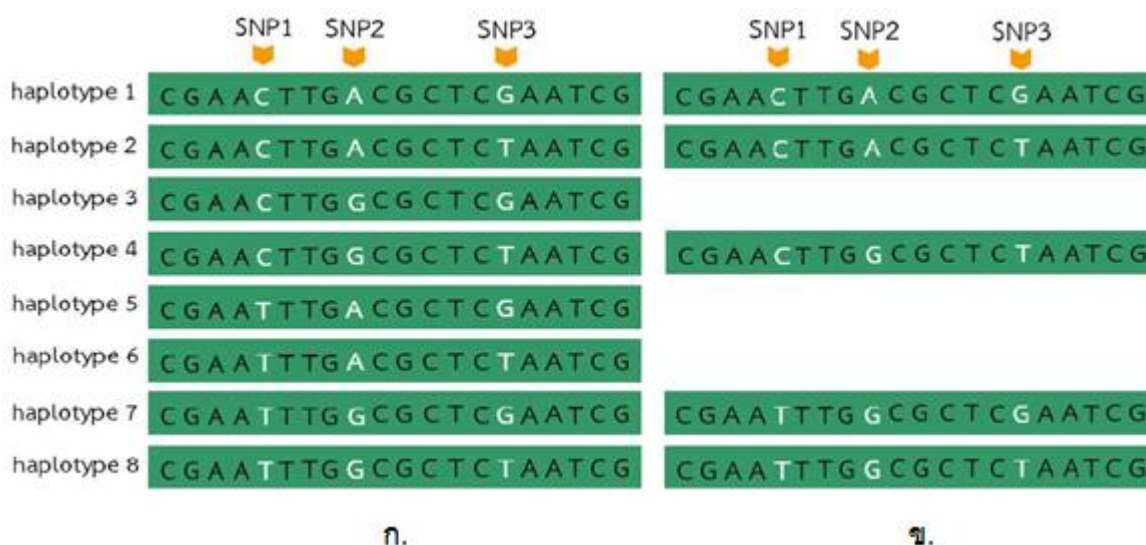 SNP1 SNP2 SNP3 SNP1 SNP2 SNP3
haplotype 1 CGAACTTGACGCTCGAATCG CGAACTTGACGCTCGAATCG
haplotype 2 CGAACTTGACGCTCTAATCG CGAACTTGACGCTCTAATCG
haplotype 3 CGAACTTGGCGCTCGAATCG
haplotype 4 CGAACTTGGCGCTCTAATCG CGAACTTGGCGCTCTAATCG
haplotype 5 CGAATTTGACGCTCGAATCG
haplotype 6 CGAATTTGACGCTCTAATCG
haplotype 7 CGAATTTGGCGCTCGAATCG CGAATTTGGCGCTCGAATCG
haplotype 8 CGAATTTGGCGCTCTAATCG CGAATTTGGCGCTCTAATCG
ก. ข.